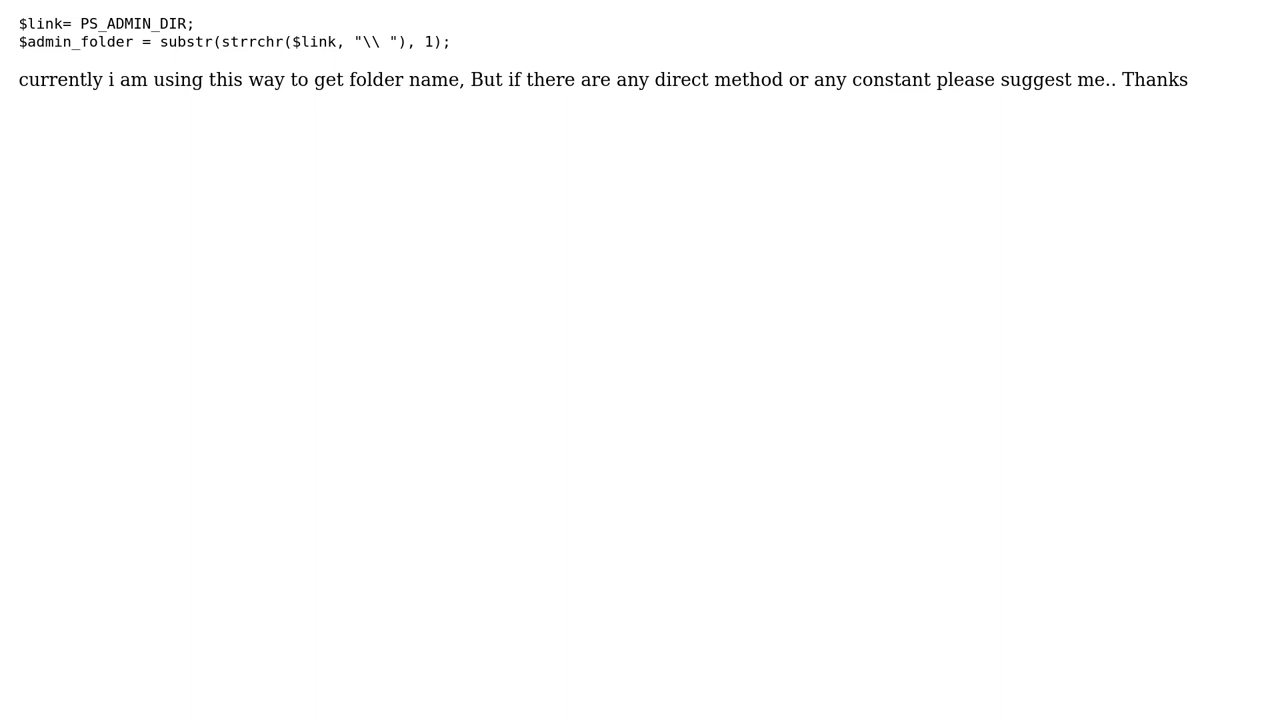 $link= PS_ADMIN_DIR;
$admin_folder = substr(strrchr($link, "\\ "), 1);
currently i am using this way to get folder name, But if there are any direct method or any constant please suggest me.. Thanks